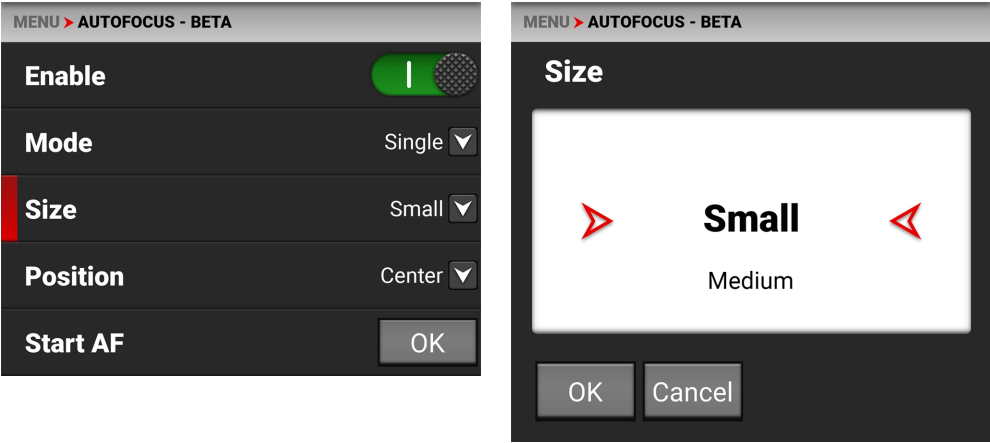 MENU > AUTOFOCUS - BETA
Enable
Mode Single
Size Small
Position Center
Start AF OK
MENU > AUTOFOCUS - BETA
Size
Small
Medium
OK Cancel